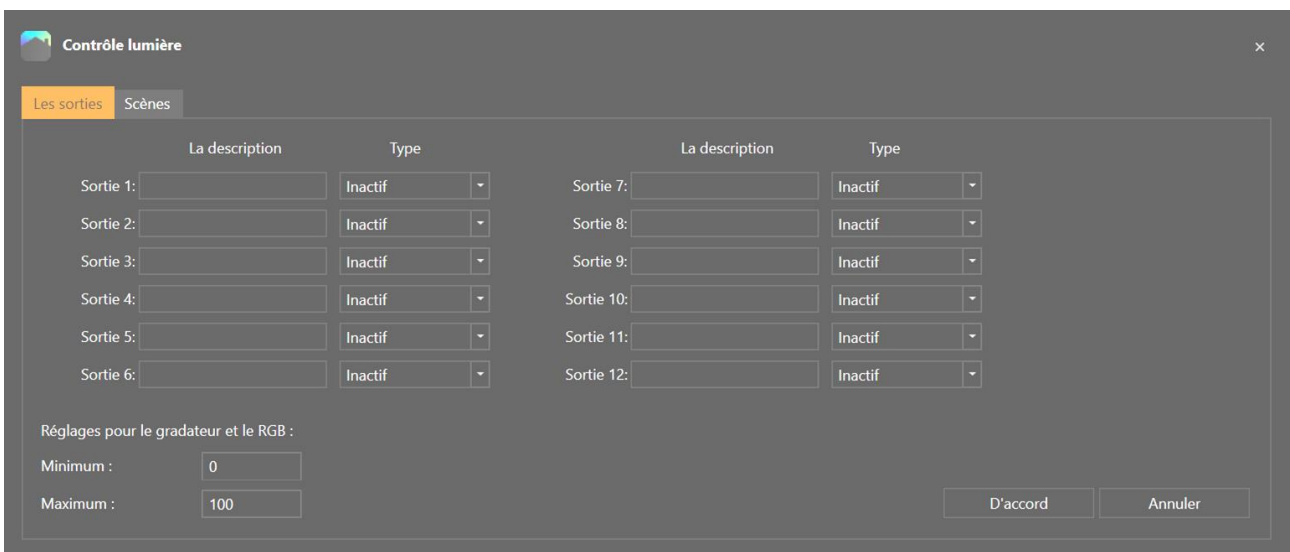 Contrôle lumière ×
Les sorties Scènes
La description Type La description Type
Sortie 1: Inactif Sortie 7: Inactif
Sortie 2: Inactif Sortie 8: Inactif
Sortie 3: Inactif Sortie 9: Inactif
Sortie 4: Inactif Sortie 10: Inactif
Sortie 5: Inactif Sortie 11: Inactif
Sortie 6: Inactif Sortie 12: Inactif
Réglages pour le gradateur et le RGB :
Minimum : 0
Maximum : 100 D'accord Annuler